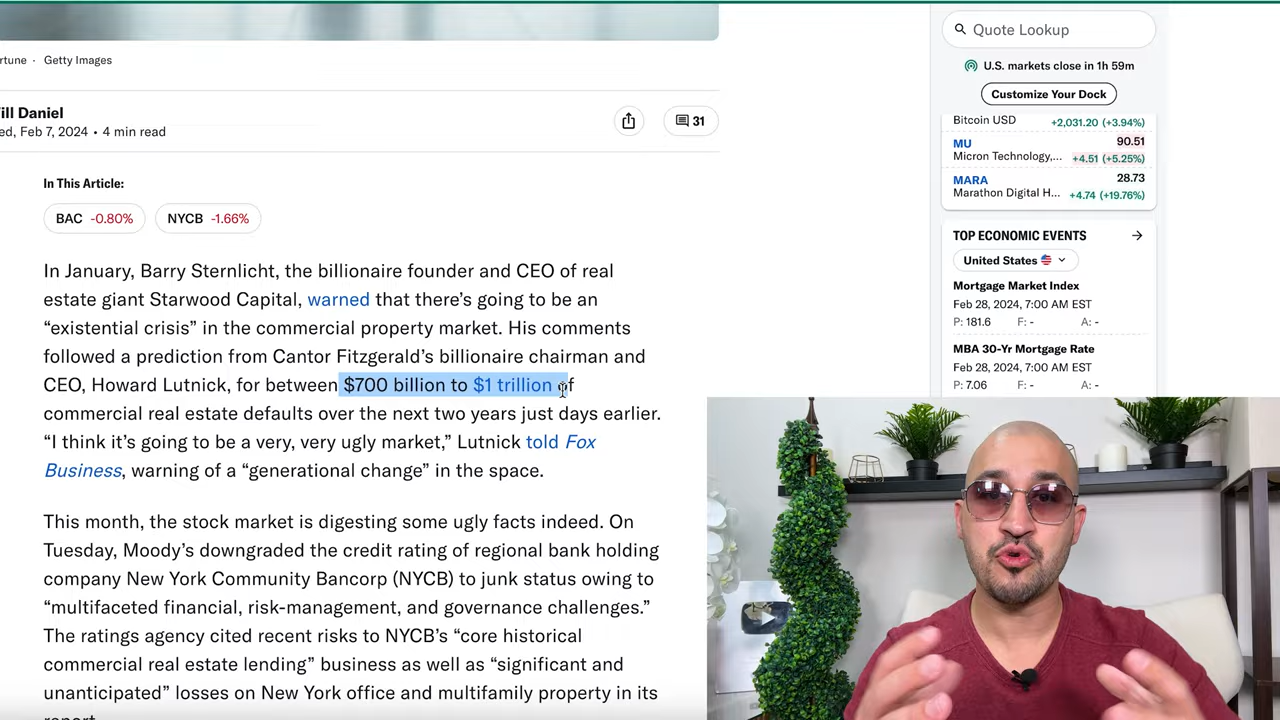 rtune · Getty Images
ill Daniel
ed, Feb 7, 2024 • 4 min read
31
In This Article:
BAC -0.80% NYCB -1.66%
In January, Barry Sternlicht, the billionaire founder and CEO of real
estate giant Starwood Capital, warned that there’s going to be an
“existential crisis” in the commercial property market. His comments
followed a prediction from Cantor Fitzgerald’s billionaire chairman and
CEO, Howard Lutnick, for between $700 billion to $1 trillion of
commercial real estate defaults over the next two years just days earlier.
“I think it’s going to be a very, very ugly market,” Lutnick told Fox
Business, warning of a “generational change” in the space.
This month, the stock market is digesting some ugly facts indeed. On
Tuesday, Moody’s downgraded the credit rating of regional bank holding
company New York Community Bancorp (NYCB) to junk status owing to
“multifaceted financial, risk-management, and governance challenges.”
The ratings agency cited recent risks to NYCB’s “core historical
commercial real estate lending” business as well as “significant and
unanticipated” losses on New York office and multifamily property in its
report.
Quote Lookup
U.S. markets close in 1h 59m
Customize Your Dock
Bitcoin USD +2,031.20 (+3.94%)
MU 90.51
Micron Technology,... +4.51 (+5.25%)
MARA 28.73
Marathon Digital H... +4.74 (+19.76%)
TOP ECONOMIC EVENTS
United States
Mortgage Market Index
Feb 28, 2024, 7:00 AM EST
P: 181.6 F: - A: -
MBA 30-Yr Mortgage Rate
Feb 28, 2024, 7:00 AM EST
P: 7.06 F: - A: -